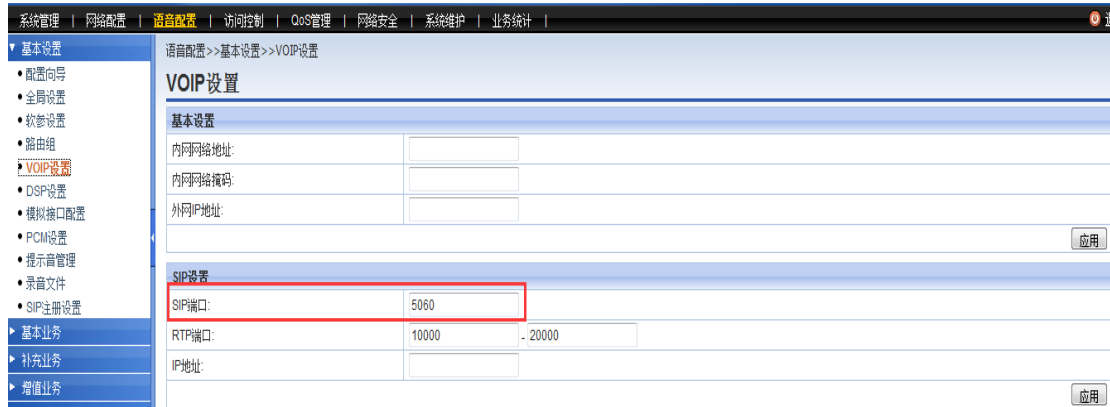 系统管理 | 网络配置 | 语音配置 | 访问控制 | QoS管理 | 网络安全 | 系统维护 | 业务统计 |
基本设置
配置向导
全局设置
软参设置
路由组
VOIP设置
DSP设置
模拟接口配置
PCM设置
提示音管理
录音文件
SIP注册设置
基本业务
补充业务
增值业务
语音配置>>基本设置>>VOIP设置
VOIP设置
基本设置
内网网络地址:
内网网络掩码:
外网IP地址:
应用
SIP设置
SIP端口: 5060
RTP端口: 10000 - 20000
IP地址:
应用